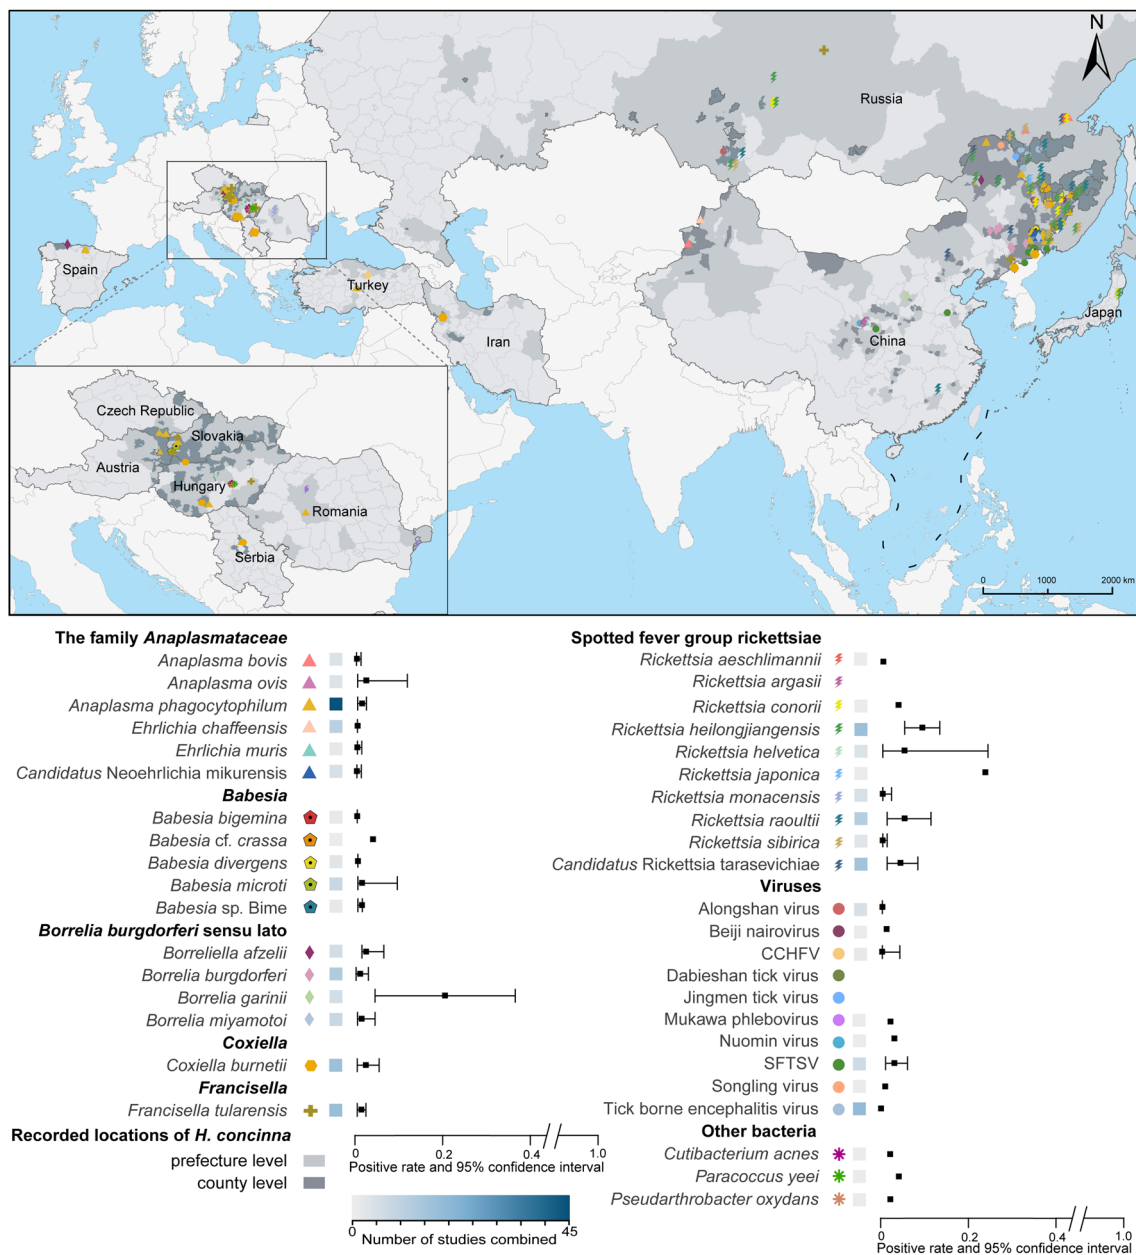 N
Russia
Spain
Turkey
Iran
China
Japan
0 1000 2000 km
Czech Republic
Slovakia
Austria
Hungary
Romania
Serbia
The family Anaplasmataceae
Anaplasma bovis
Anaplasma ovis
Anaplasma phagocytophilum
Ehrlichia chaffeensis
Ehrlichia muris
Candidatus Neoehrlichia mikurensis
Babesia
Babesia bigemina
Babesia cf. crassa
Babesia divergens
Babesia microti
Babesia sp. Bime
Borrelia burgdorferi sensu lato
Borreliella afzelii
Borrelia burgdorferi
Borrelia garinii
Borrelia miyamotoi
Coxiella
Coxiella burnetii
Francisella
Francisella tularensis
Recorded locations of H. concinna
prefecture level
county level
0 0.2 0.4 1.0
Positive rate and 95% confidence interval
0 45
Number of studies combined
Spotted fever group rickettsiae
Rickettsia aeschlimannii
Rickettsia argasii
Rickettsia conorii
Rickettsia heilongjiangensis
Rickettsia helvetica
Rickettsia japonica
Rickettsia monacensis
Rickettsia raoultii
Rickettsia sibirica
Candidatus Rickettsia tarasevichiae
Viruses
Alongshan virus
Beiji nairovirus
CCHFV
Dabieshan tick virus
Jingmen tick virus
Mukawa phlebovirus
Nuomin virus
SFTSV
Songling virus
Tick borne encephalitis virus
Other bacteria
Cutibacterium acnes
Paracoccus yeei
Pseudarthrobacter oxydans
0 0.2 0.4 1.0
Positive rate and 95% confidence interval